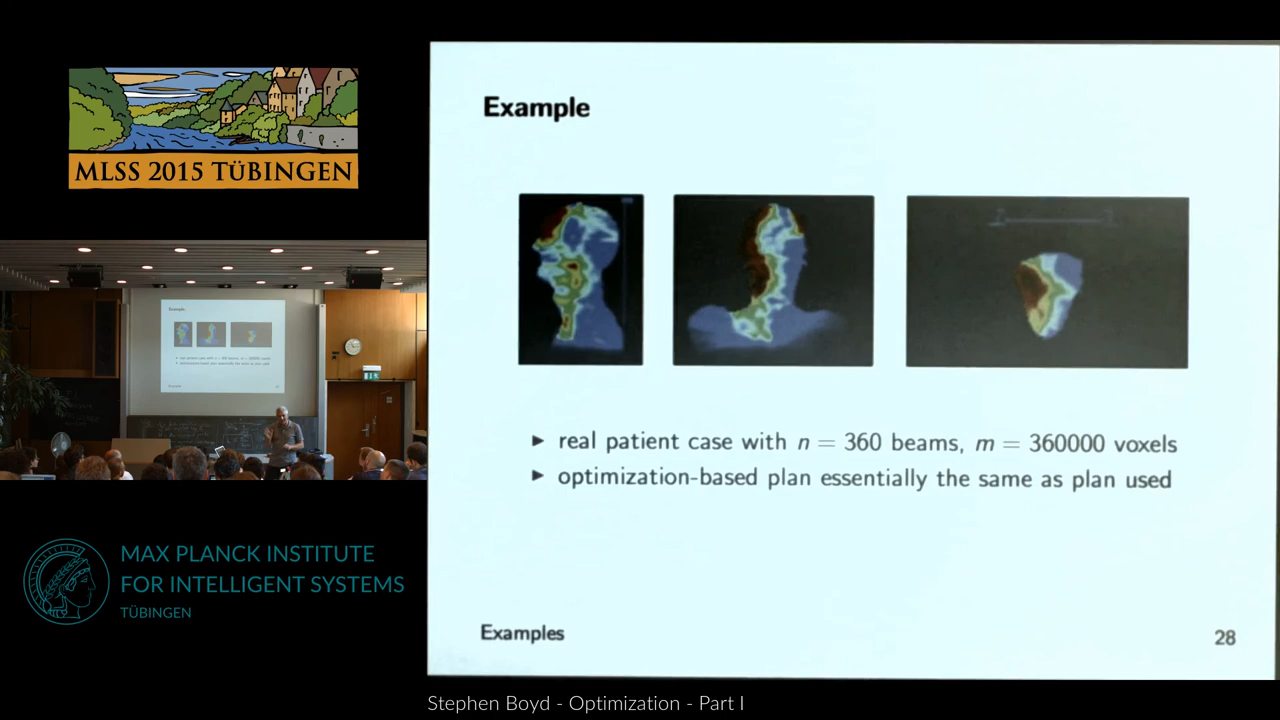 MLSS 2015 TÜBINGEN
MAX PLANCK INSTITUTE
FOR INTELLIGENT SYSTEMS
TÜBINGEN
Example
► real patient case with n = 360 beams, m = 360000 voxels
► optimization-based plan essentially the same as plan used
Examples
28
Stephen Boyd - Optimization - Part I